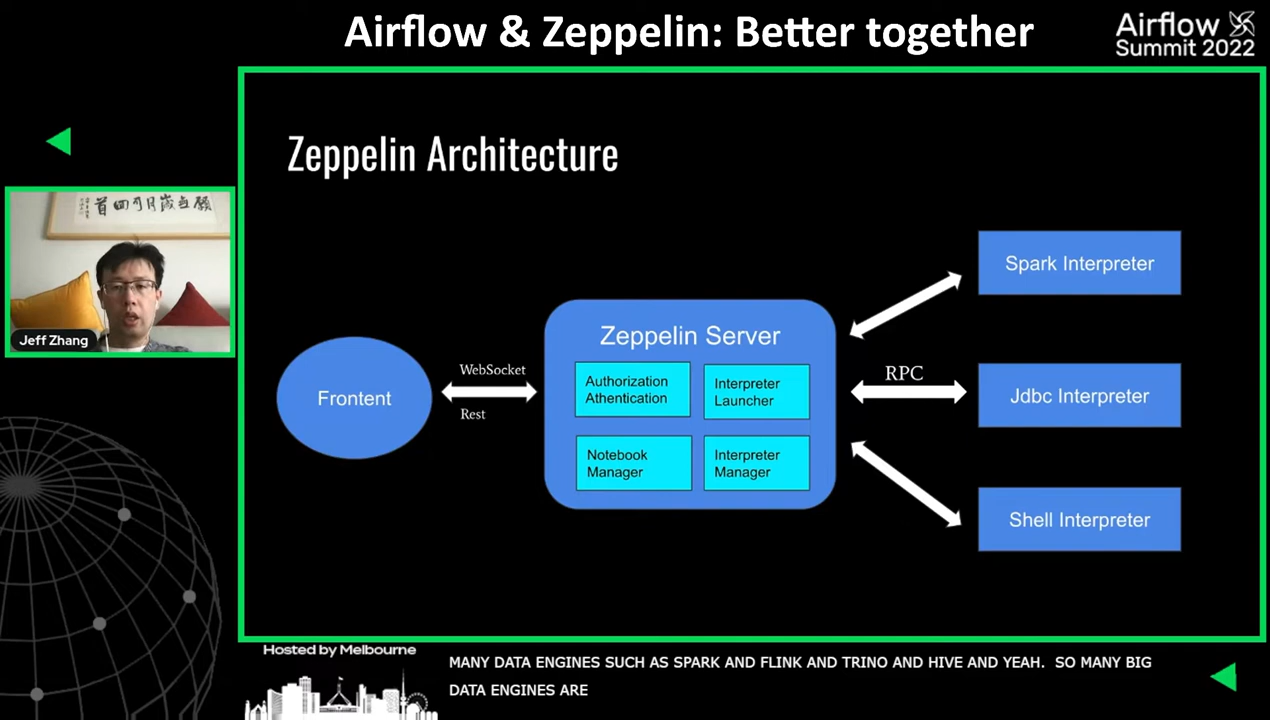 Airflow & Zeppelin: Better together
Airflow
Summit 2022
Zeppelin Architecture
Jeff Zhang
Frontent
WebSocket
Rest
Zeppelin Server
Authorization
Athentication
Interpreter
Launcher
Notebook
Manager
Interpreter
Manager
RPC
Spark Interpreter
Jdbc Interpreter
Shell Interpreter
Hosted by Melbourne
MANY DATA ENGINES SUCH AS SPARK AND FLINK AND TRINO AND HIVE AND YEAH. SO MANY BIG
DATA ENGINES ARE